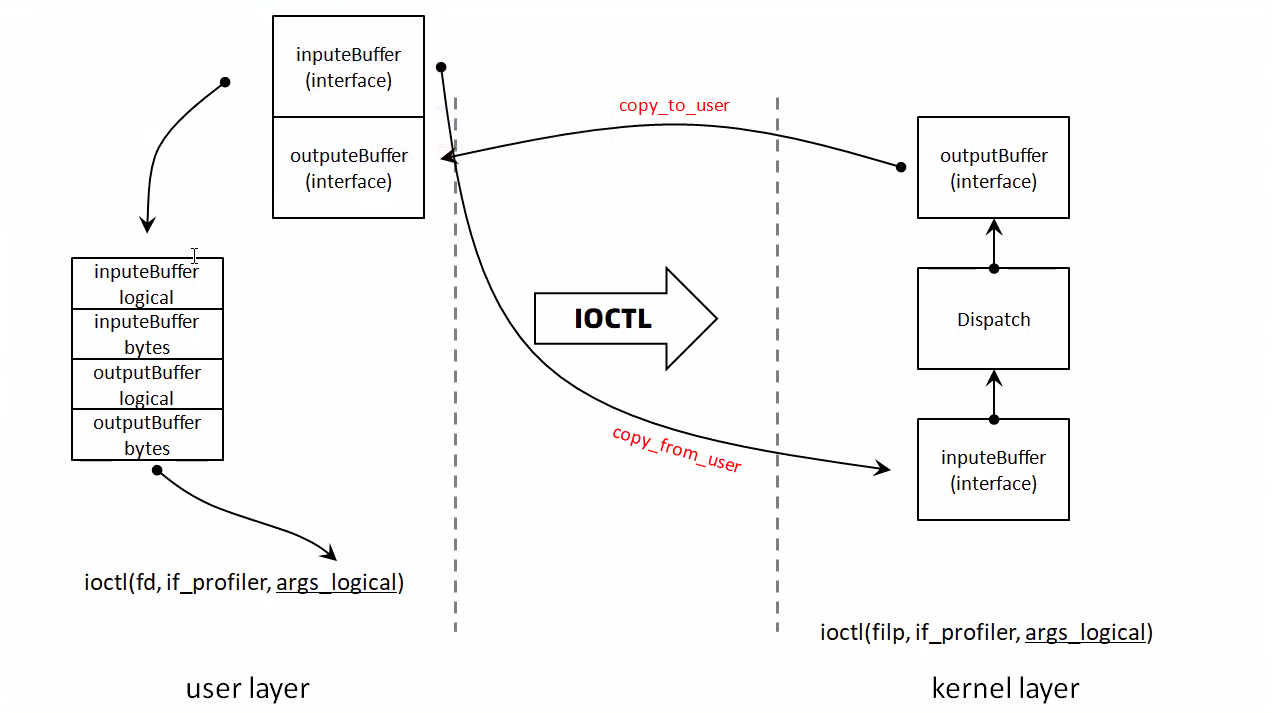 inputeBuffer
(interface)
outputeBuffer
(interface)
inputeBuffer
logical
inputeBuffer
bytes
outputBuffer
logical
outputBuffer
bytes
ioctl(fd, if_profiler, args_logical)
user layer
copy_to_user
IOCTL
copy_from_user
outputBuffer
(interface)
Dispatch
inputeBuffer
(interface)
ioctl(filp, if_profiler, args_logical)
kernel layer